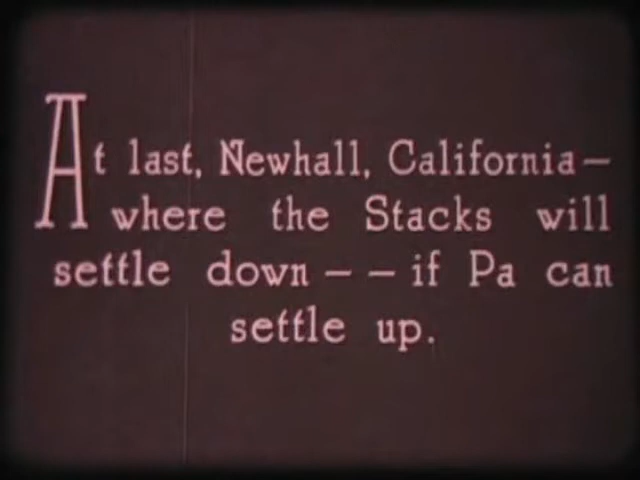 At last, Newhall, California —
where the Stacks will
settle down — — if Pa can
settle up.